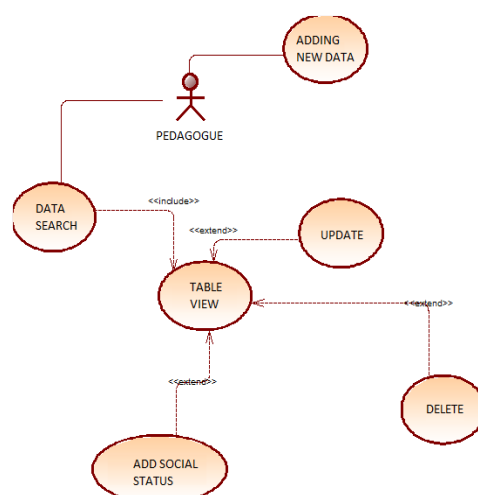 ADDING
NEW DATA
PEDAGOGUE
DATA
SEARCH
<<include>>
<<extend>>
UPDATE
TABLE
VIEW
<<extend>>
<<extend>>
DELETE
ADD SOCIAL
STATUS